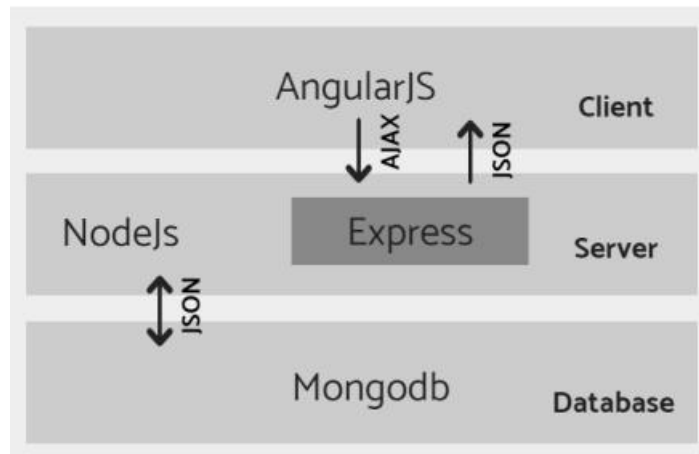 AngularJS
Client
AJAX
JSON
NodeJs
Express
Server
JSON
Mongodb
Database